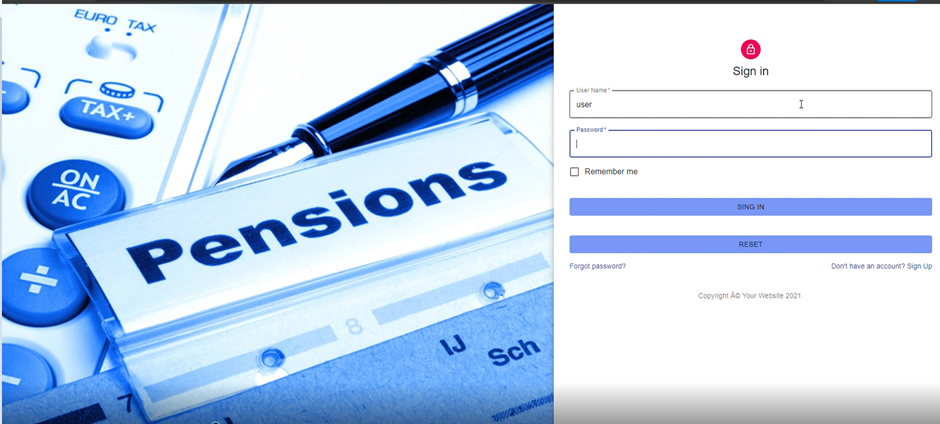 EURO TAX
TAX+
ON
AC
Pensions
8
IJ
Sch
7
Sign in
User Name *
user
Password *
Remember me
SING IN
RESET
Forgot password?
Don't have an account? Sign Up
Copyright Â© Your Website 2021.